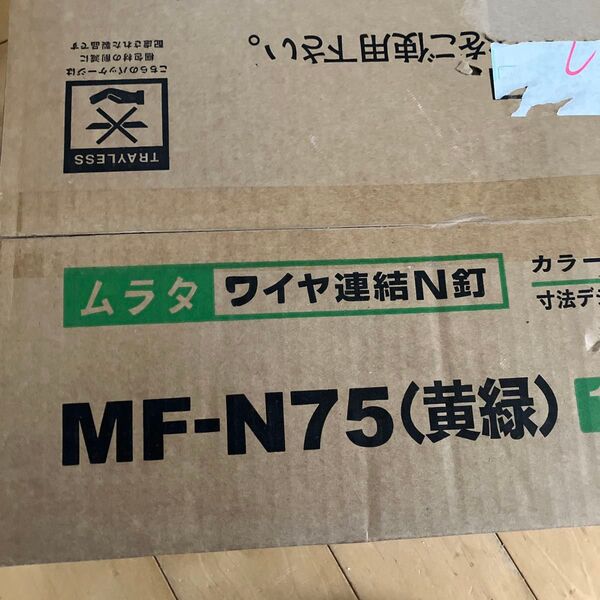 をご使用下さい。
こちらのパッケージは
梱包材の削減に
配慮された製品です
TRAYLESS
ムラタ ワイヤ連結N釘
カラー
寸法デ
MF-N75(黄緑)